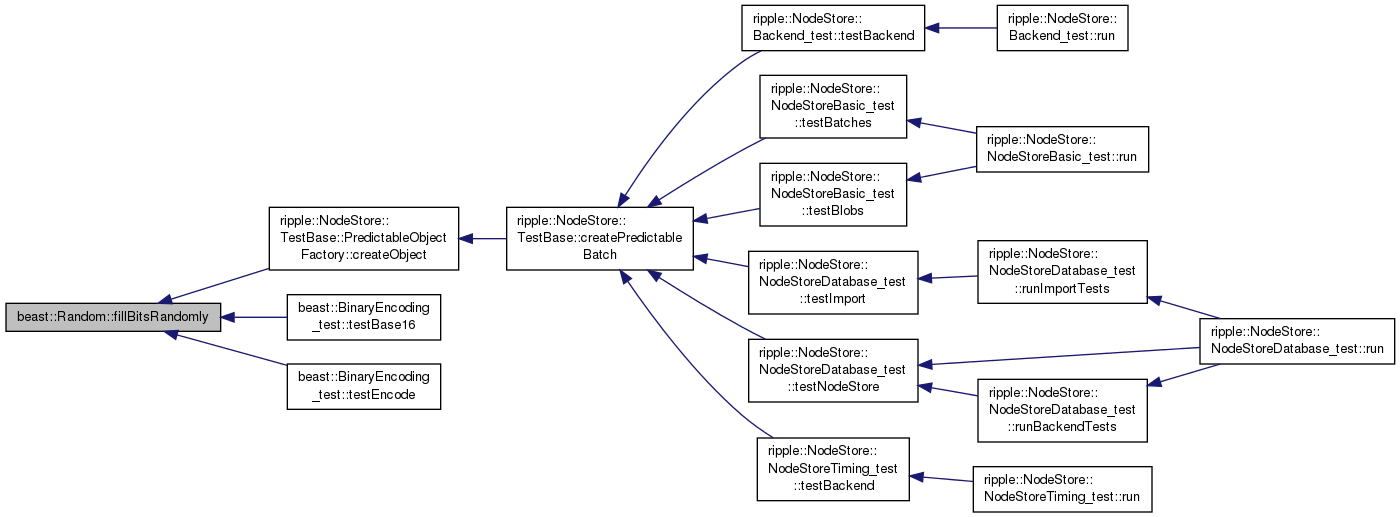 beast::Random::fillBitsRandomly
ripple::NodeStore::
TestBase::PredictableObject
Factory::createObject
beast::BinaryEncoding
_test::testBase16
beast::BinaryEncoding
_test::testEncode
ripple::NodeStore::
TestBase::createPredictable
Batch
ripple::NodeStore::
Backend_test::testBackend
ripple::NodeStore::
Backend_test::run
ripple::NodeStore::
NodeStoreBasic_test
::testBatches
ripple::NodeStore::
NodeStoreBasic_test
::testBlobs
ripple::NodeStore::
NodeStoreBasic_test::run
ripple::NodeStore::
NodeStoreDatabase_test
::testImport
ripple::NodeStore::
NodeStoreDatabase_test
::runImportTests
ripple::NodeStore::
NodeStoreDatabase_test
::testNodeStore
ripple::NodeStore::
NodeStoreDatabase_test
::runBackendTests
ripple::NodeStore::
NodeStoreDatabase_test::run
ripple::NodeStore::
NodeStoreTiming_test
::testBackend
ripple::NodeStore::
NodeStoreTiming_test::run